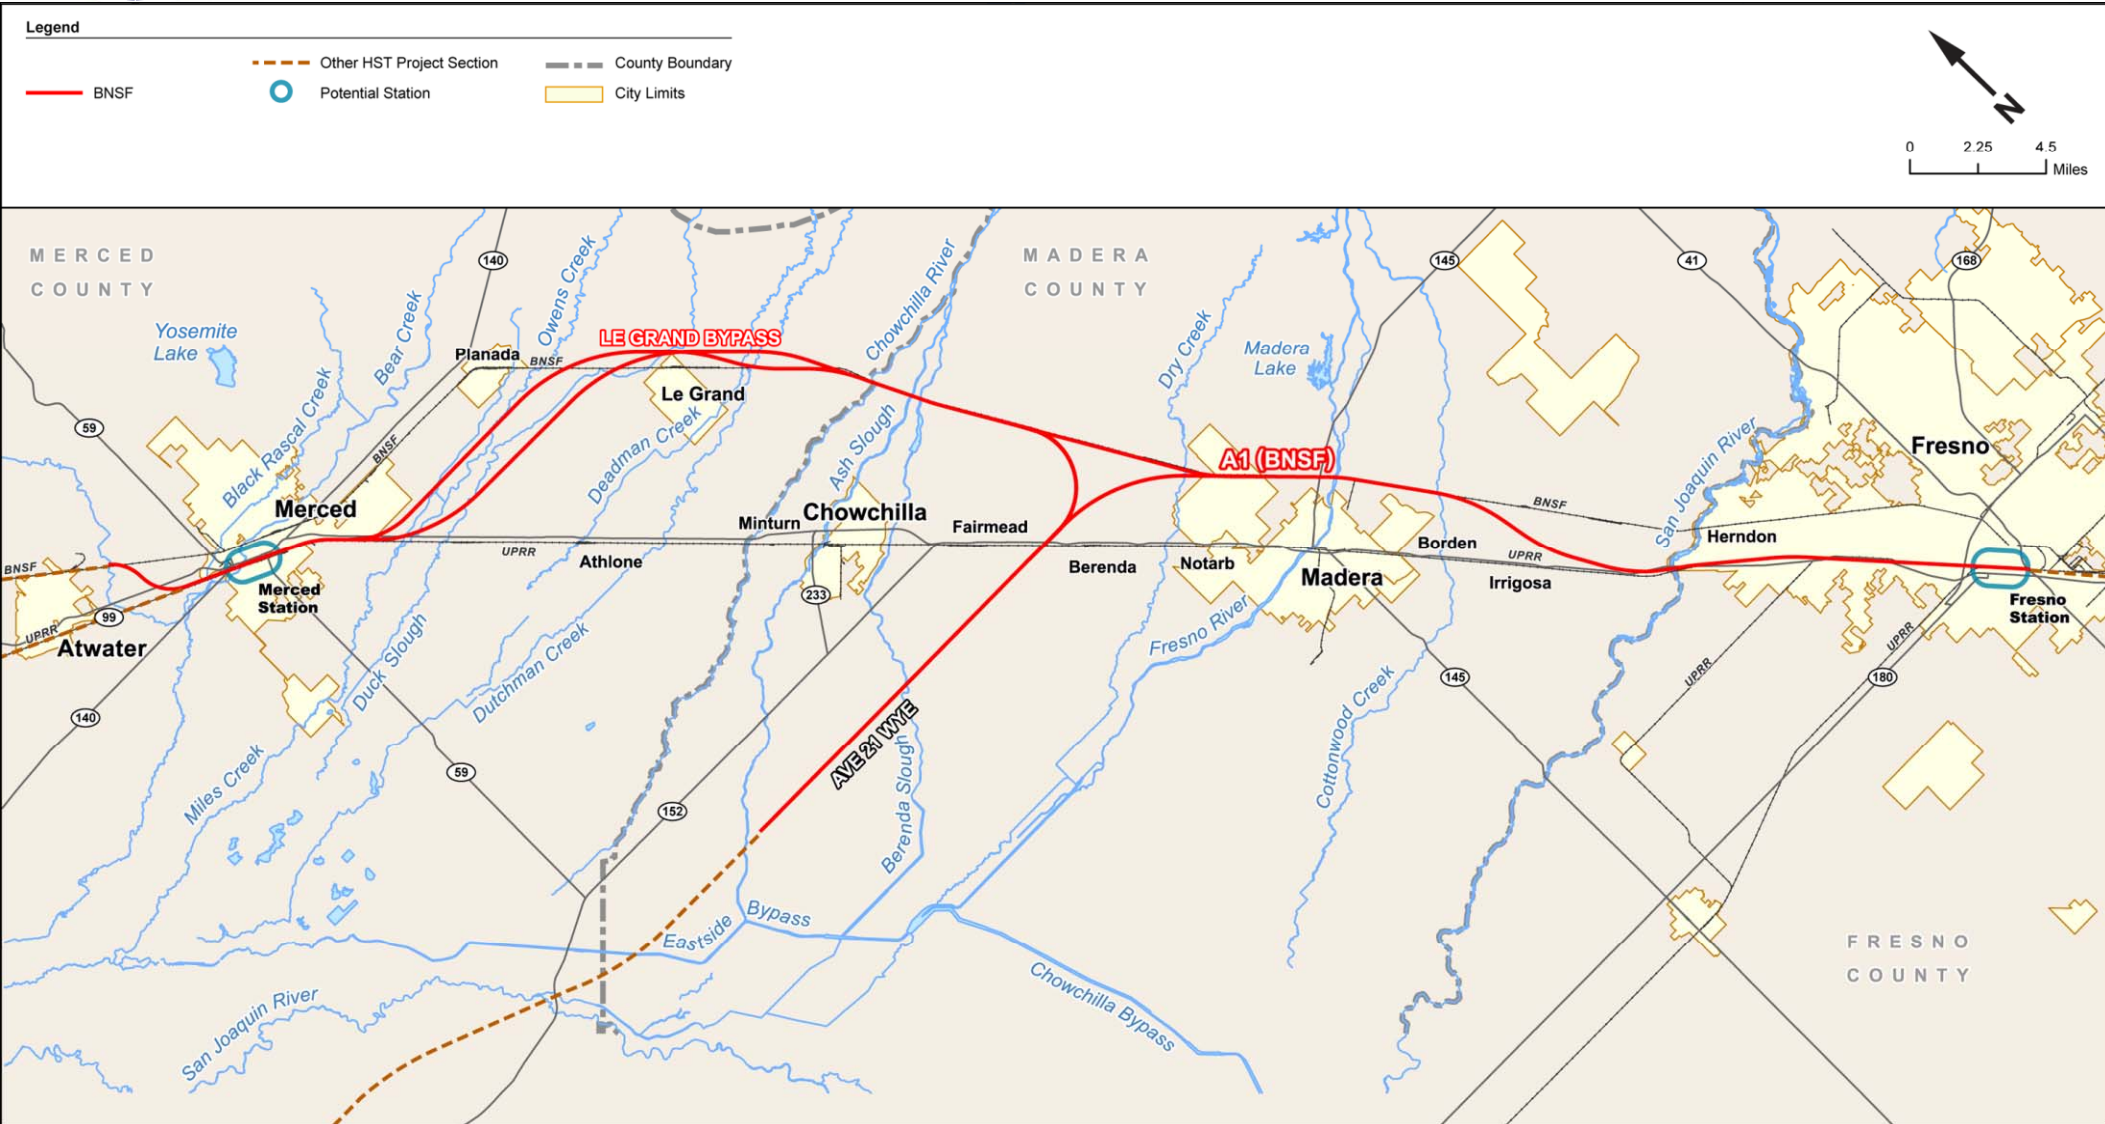 Legend
Other HST Project Section
County Boundary
BNSF
Potential Station
City Limits
N
0 2.25 4.5
Miles
MERCED
COUNTY
MADERA
COUNTY
140
145
41
168
Yosemite
Lake
Bear Creek
Owens Creek
Chowchilla River
Dry Creek
Madera
Lake
LE GRAND BYPASS
Planada
BNSF
Le Grand
Black Rascal Creek
59
BNSF
Deadman Creek
Ash Slough
A1 (BNSF)
San Joaquin River
Fresno
Merced
Minturn
Chowchilla
Fairmead
BNSF
Herndon
BNSF
UPRR
Athlone
Berenda
Notarb
Madera
Borden
UPRR
Irrigosa
Merced
Station
233
99
UPRR
Atwater
Fresno
Station
Fresno River
Duck Slough
Dutchman Creek
UPRR
UPRR
180
145
140
Cottonwood Creek
AVE 21 WYE
Berenda Slough
Miles Creek
59
152
Eastside
Bypass
Chowchilla Bypass
San Joaquin River
FRESNO
COUNTY